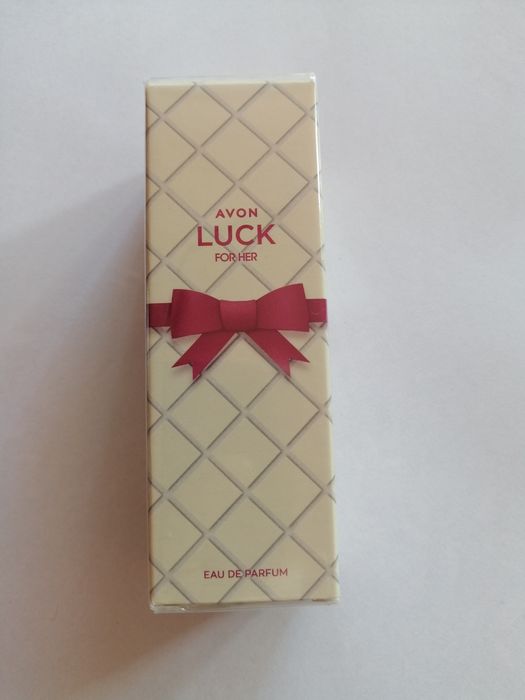 AVON
LUCK
FOR HER
EAU DE PARFUM